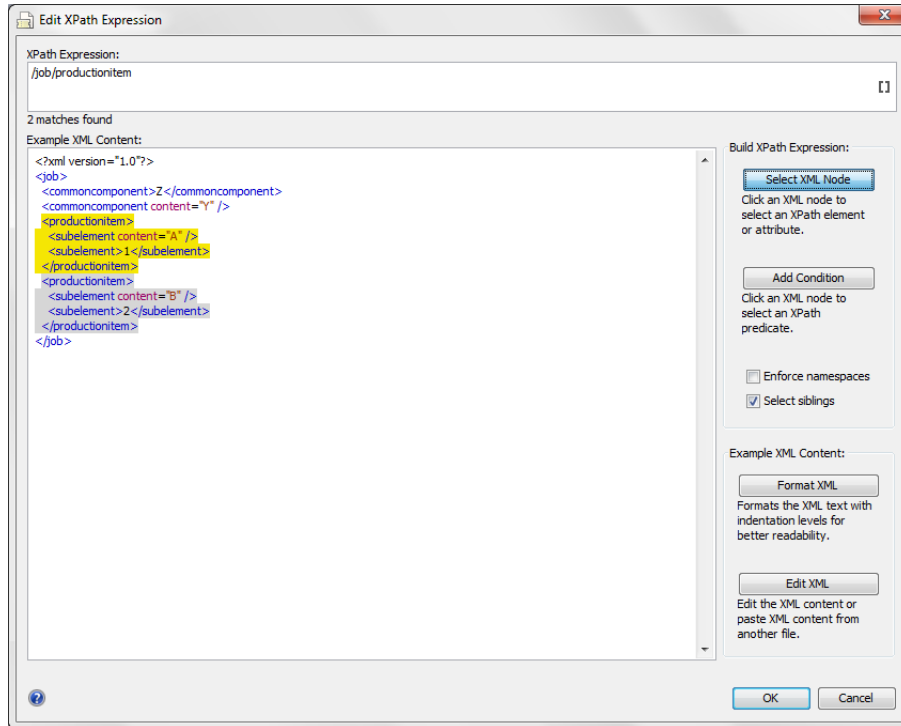 Edit XPath Expression
XPath Expression:
/job/productionitem
2 matches found
Example XML Content:
<?xml version="1.0"?>
<job>
<commoncomponent>Z</commoncomponent>
<commoncomponent content="Y" />
<productionitem>
<subelement content="A" />
<subelement>1</subelement>
</productionitem>
<productionitem>
<subelement content="B" />
<subelement>2</subelement>
</productionitem>
</job>
Build XPath Expression:
Select XML Node
Click an XML node to
select an XPath element
or attribute.
Add Condition
Click an XML node to
select an XPath
predicate.
Enforce namespaces
Select siblings
Example XML Content:
Format XML
Formats the XML text with
indentation levels for
better readability.
Edit XML
Edit the XML content or
paste XML content from
another file.
OK
Cancel